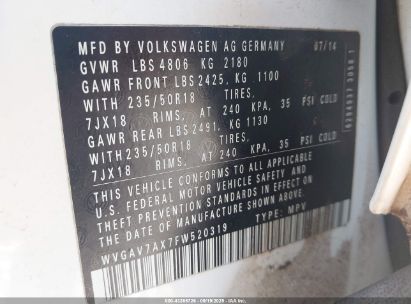 MFD BY VOLKSWAGEN AG GERMANY 07/14
GVWR LBS 4806 KG 2180
GAWR FRONT LBS 2425, KG 1100
WITH 235/50R18 TIRES,
7JX18 RIMS, AT 240 KPA, 35 PSI COLD
GAWR REAR LBS 2491, KG 1130
WITH 235/50R18 TIRES,
7JX18 RIMS, AT 240 KPA, 35 PSI COLD
THIS VEHICLE CONFORMS TO ALL APPLICABLE
U.S. FEDERAL MOTOR VEHICLE SAFETY AND
THEFT PREVENTION STANDARDS IN EFFECT ON
THE DATE OF MANUFACTURE SHOWN ABOVE.
WVGAV7AX7FW520319 TYPE: MPV